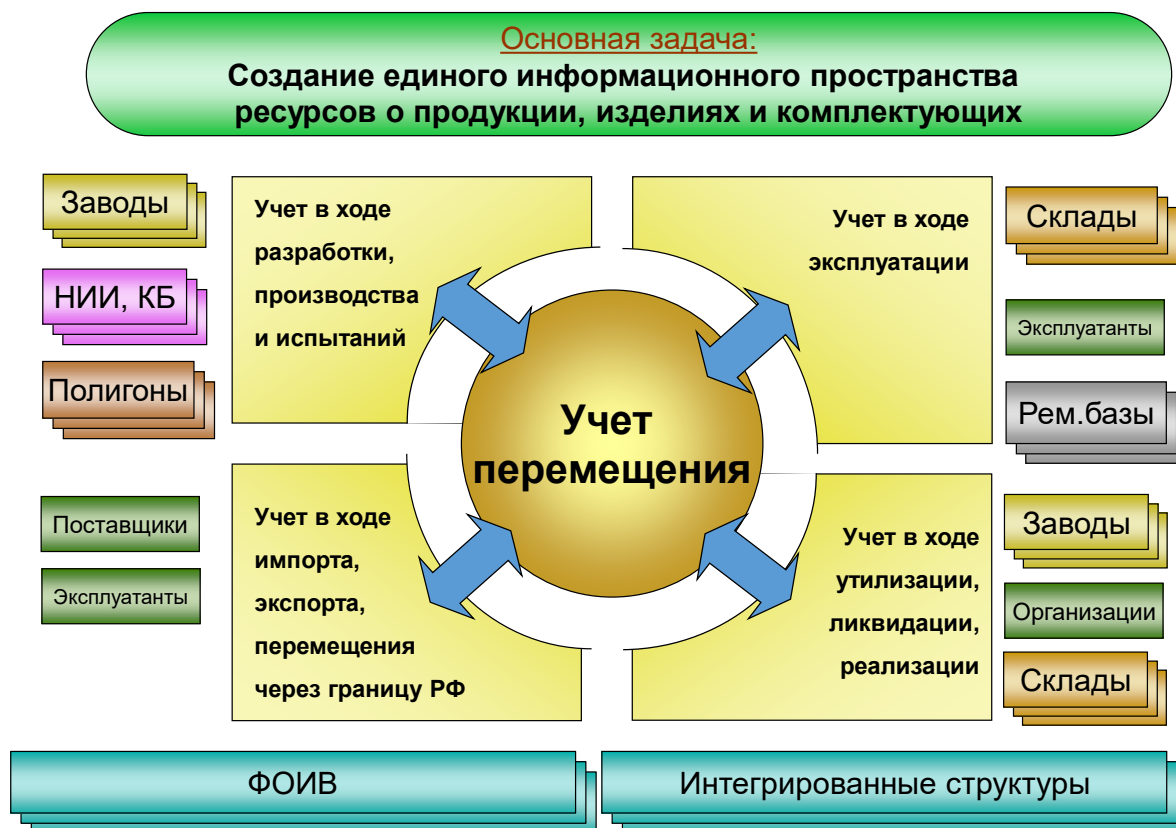 Основная задача:
Создание единого информационного пространства
ресурсов о продукции, изделиях и комплектующих
Заводы
НИИ, КБ
Полигоны
Учет в ходе
разработки,
производства
и испытаний
Учет в ходе
эксплуатации
Склады
Эксплуатанты
Рем.базы
Учет
перемещения
Поставщики
Эксплуатанты
Учет в ходе
импорта,
экспорта,
перемещения
через границу РФ
Учет в ходе
утилизации,
ликвидации,
реализации
Заводы
Организации
Склады
ФОИВ
Интегрированные структуры